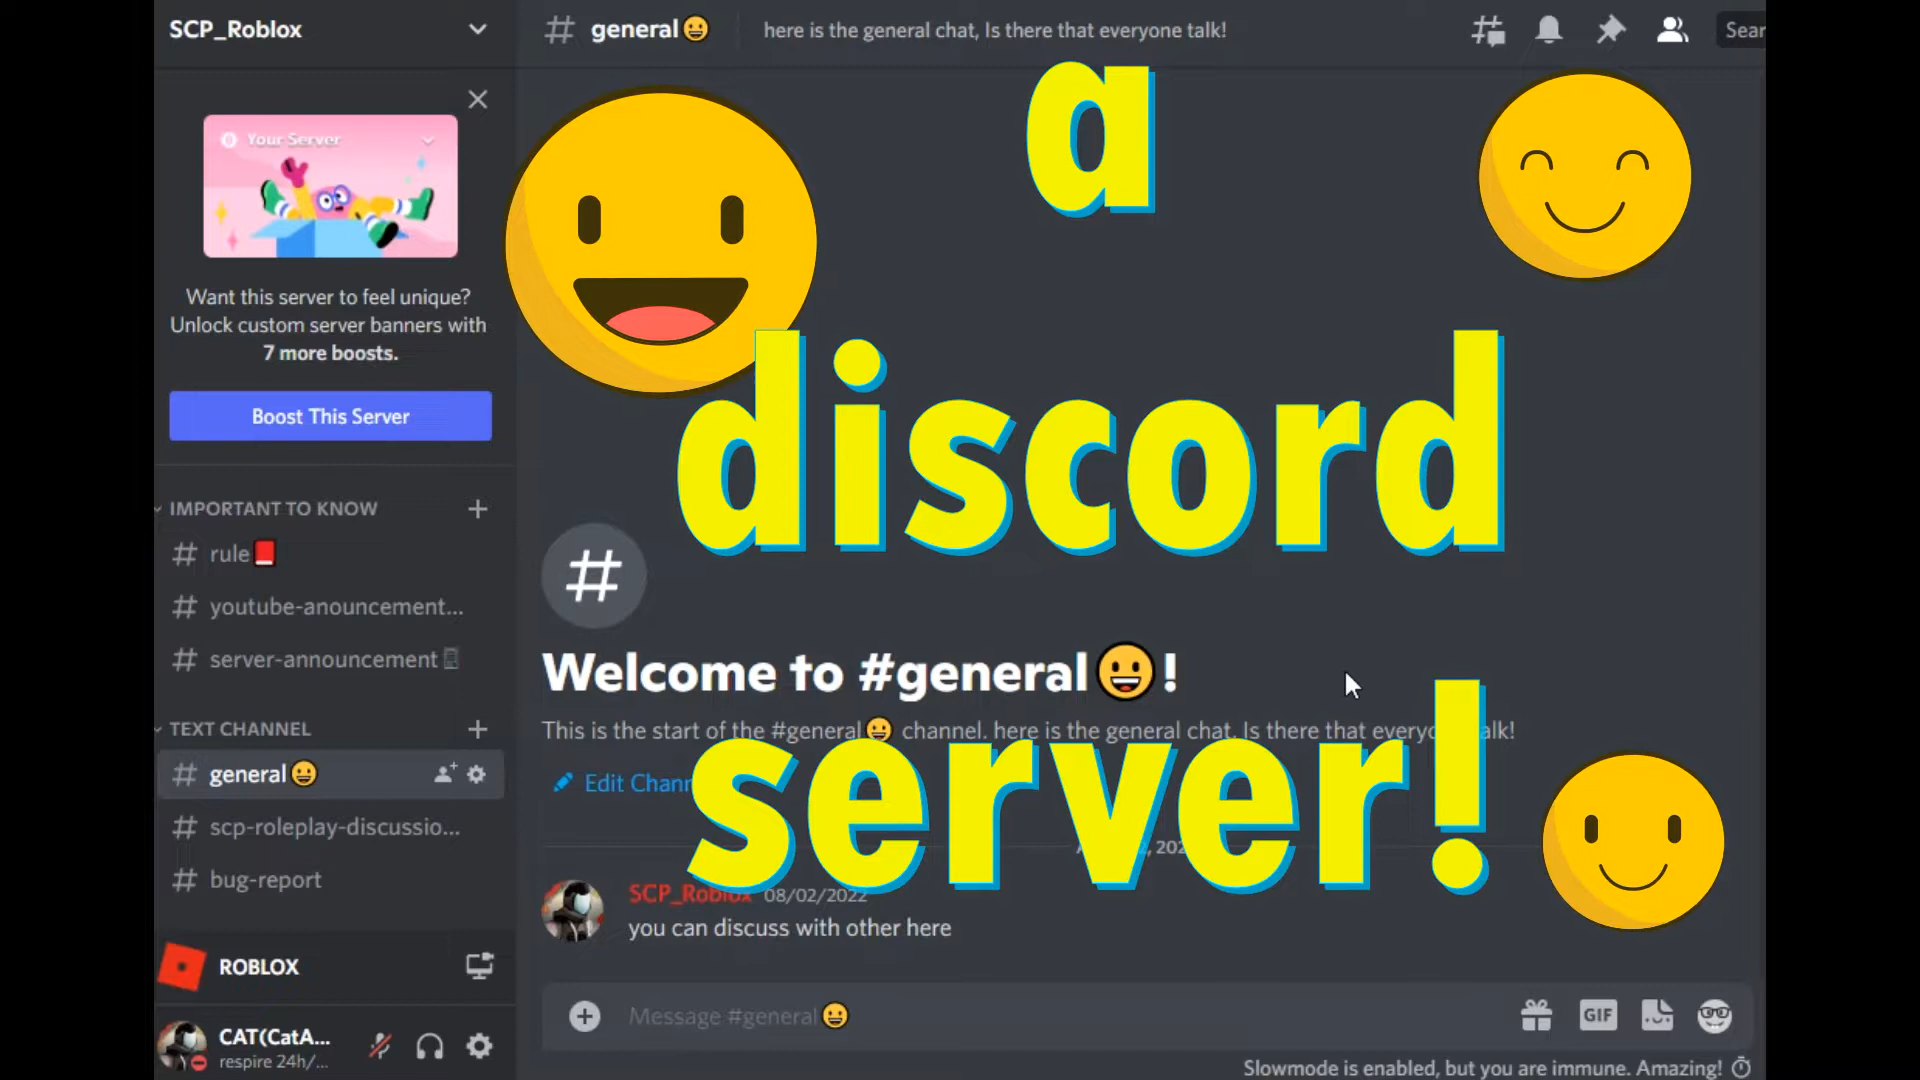 SCP_Roblox
general😀
here is the general chat, Is there that everyone talk!
Sear
Your Server
Want this server to feel unique?
Unlock custom server banners with
7 more boosts.
Boost This Server
IMPORTANT TO KNOW
rule📕
youtube-anouncement...
server-announcement
TEXT CHANNEL
general😀
scp-roleplay-discussio...
bug-report
ROBLOX
CAT(CatA...
respire 24h/...
a
discord
server!
Welcome to #general😀!
This is the start of the #general😀 channel. here is the general chat, Is there that everyo alk!
Edit Chann
SCP_Roblox 08/02/2022
you can discuss with other here
Message #general😀
GIF
Slowmode is enabled, but you are immune. Amazing!